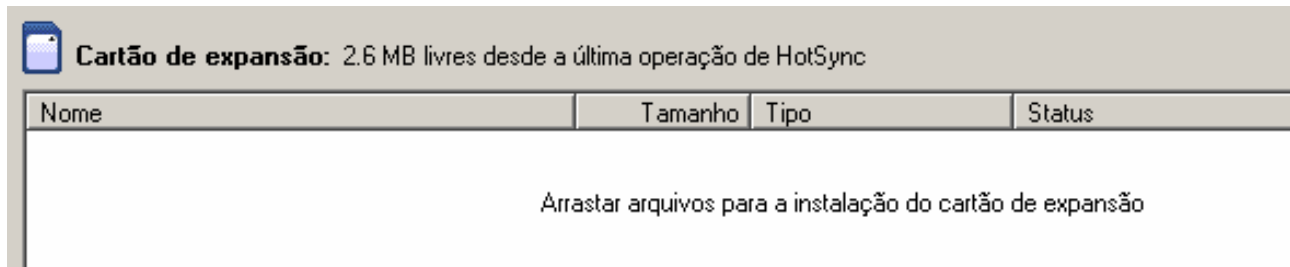 Cartão de expansão: 2.6 MB livres desde a última operação de HotSync
Nome Tamanho Tipo Status
Arrastar arquivos para a instalação do cartão de expansão